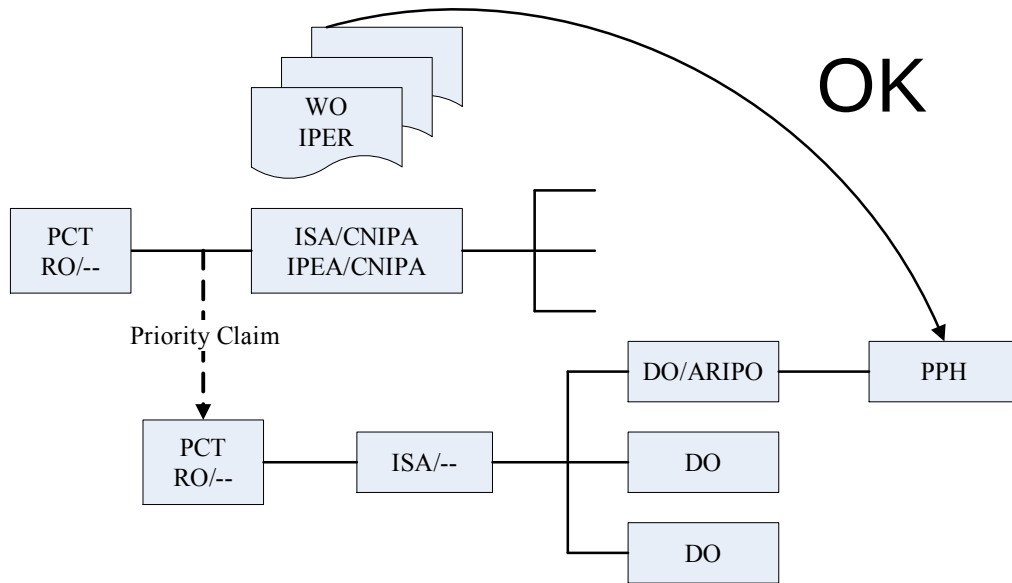 OK
WO
IPER
PCT
RO/--
ISA/CNIPA
IPEA/CNIPA
Priority Claim
DO/ARIPO
PPH
PCT
RO/--
ISA/--
DO
DO